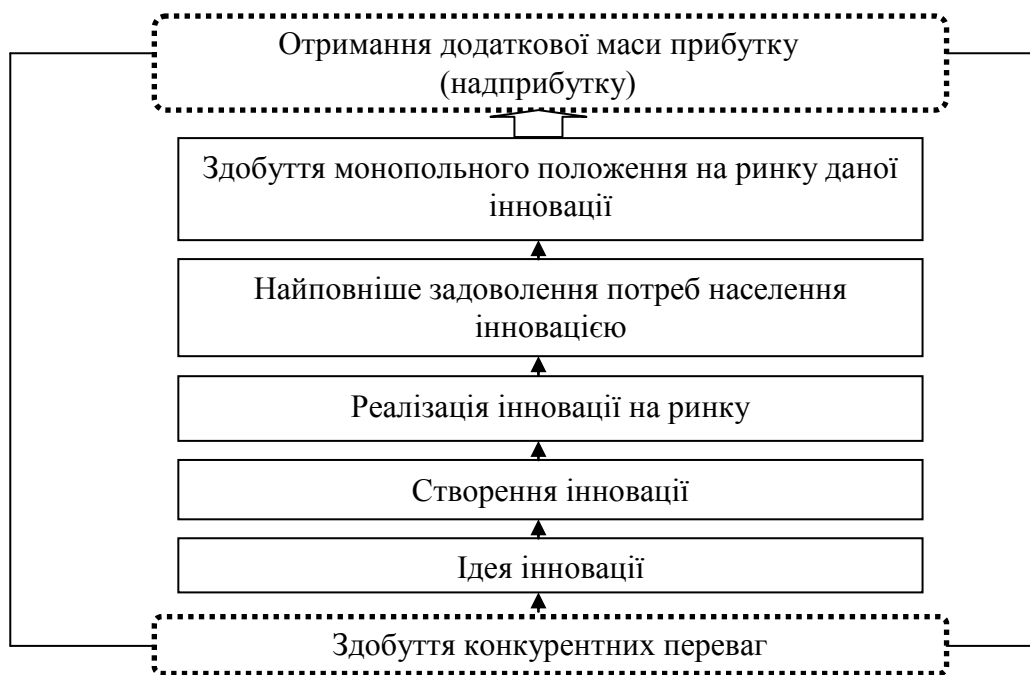 Отримання додаткової маси прибутку
(надприбутку)
Здобуття монопольного положення на ринку даної
інновації
Найповніше задоволення потреб населення
інновацією
Реалізація інновації на ринку
Створення інновації
Ідея інновації
Здобуття конкурентних переваг